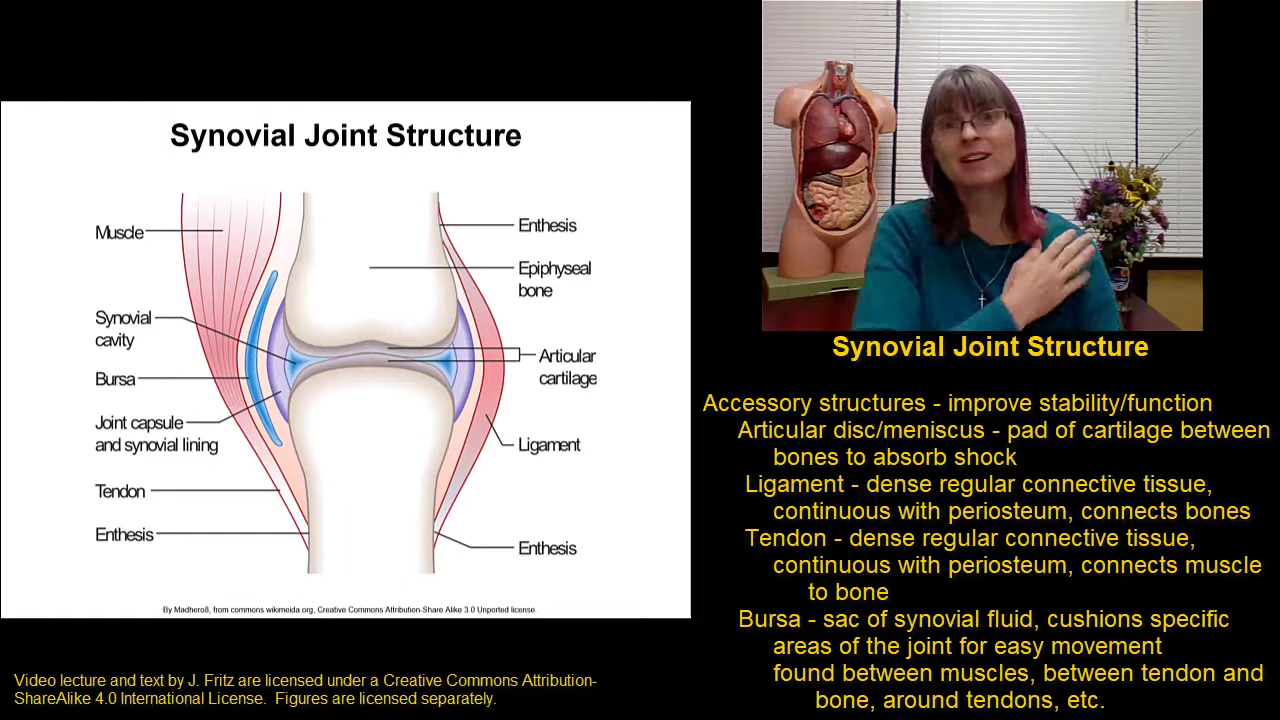 Synovial Joint Structure
Muscle
Synovial
cavity
Bursa
Joint capsule
and synovial lining
Tendon
Enthesis
Enthesis
Epiphyseal
bone
Articular
cartilage
Ligament
Enthesis
By Madhero8, from commons wikimeida.org, Creative Commons Attribution-Share Alike 3.0 Unported license
Video lecture and text by J. Fritz are licensed under a Creative Commons Attribution-
ShareAlike 4.0 International License.  Figures are licensed separately.
Synovial Joint Structure
Accessory structures - improve stability/function
Articular disc/meniscus - pad of cartilage between
bones to absorb shock
Ligament - dense regular connective tissue,
continuous with periosteum, connects bones
Tendon - dense regular connective tissue,
continuous with periosteum, connects muscle
to bone
Bursa - sac of synovial fluid, cushions specific
areas of the joint for easy movement
found between muscles, between tendon and
bone, around tendons, etc.